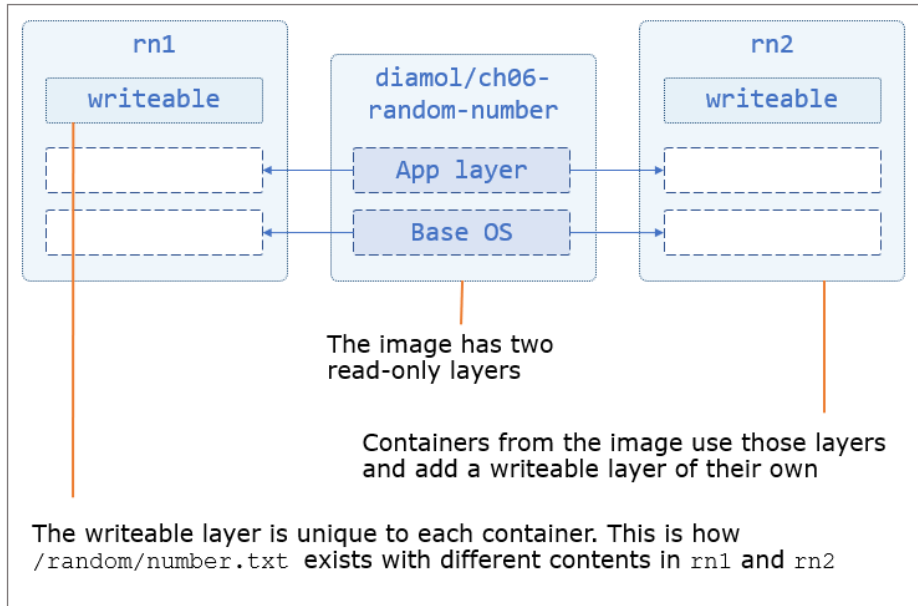 rn1
writeable
diamol/ch06-
random-number
App layer
Base OS
rn2
writeable
The image has two
read-only layers
Containers from the image use those layers
and add a writeable layer of their own
The writeable layer is unique to each container. This is how
/random/number.txt exists with different contents in rn1 and rn2